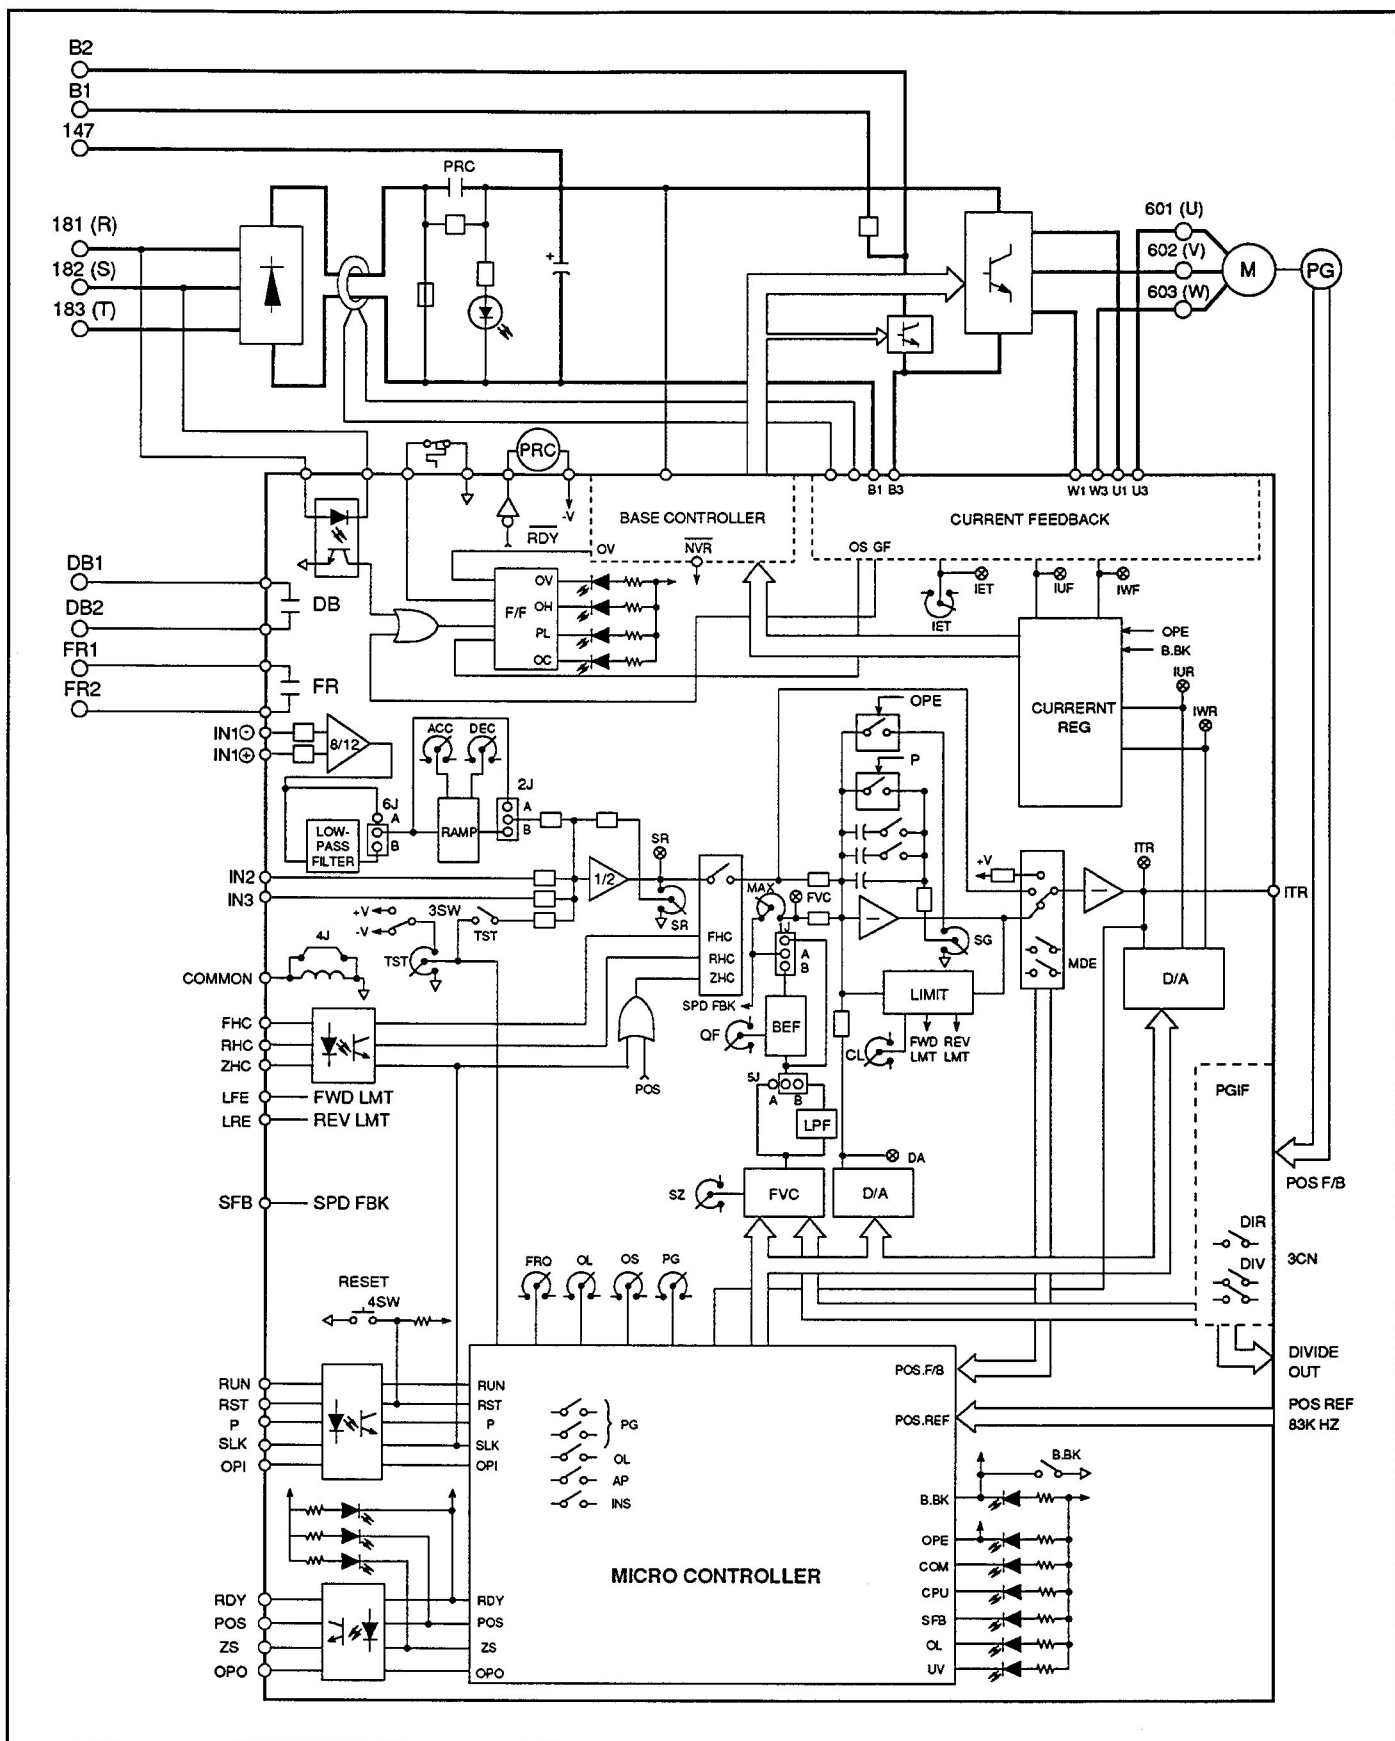 B2
B1
147
PRC
181 (R)
182 (S)
183 (T)
+
601 (U)
602 (V)
603 (W)
M
PG
PRC
B1 B3
W1 W3 U1 U3
-V
RDY
BASE CONTROLLER
OV
NVR
CURRENT FEEDBACK
OS GF
IET
IUF
IWF
IET
DB1
DB2
DB
FR1
FR2
FR
F/F
OV
OH
PL
OC
OPE
B.BK
IUR
IWR
CURRERNT
REG
IN1⊖
IN1⊕
8/12
ACC
DEC
2J
A
B
6J
A
B
LOW-
PASS
FILTER
RAMP
OPE
P
SR
1/2
SR
IN2
IN3
+V
-V
3SW
TST
TST
4J
COMMON
FHC
RHC
ZHC
MAX
FVC
1J
A
B
SPD FBK
SG
+V
ITR
ITR
MDE
D/A
QF
BEF
LIMIT
CL
FWD
LMT
REV
LMT
FHC
RHC
ZHC
POS
LFE
FWD LMT
LRE
REV LMT
5J
A
B
LPF
DA
PGIF
POS F/B
SFB
SPD FBK
SZ
FVC
D/A
DIR
3CN
DIV
FRQ
OL
OS
PG
RESET
4SW
DIVIDE
OUT
POS.F/B
POS REF
83K HZ
POS.REF
RUN
RST
P
SLK
OPI
RUN
RST
P
SLK
OPI
PG
OL
AP
INS
B.BK
B.BK
OPE
COM
CPU
SFB
OL
UV
MICRO CONTROLLER
RDY
POS
ZS
OPO
RDY
POS
ZS
OPO